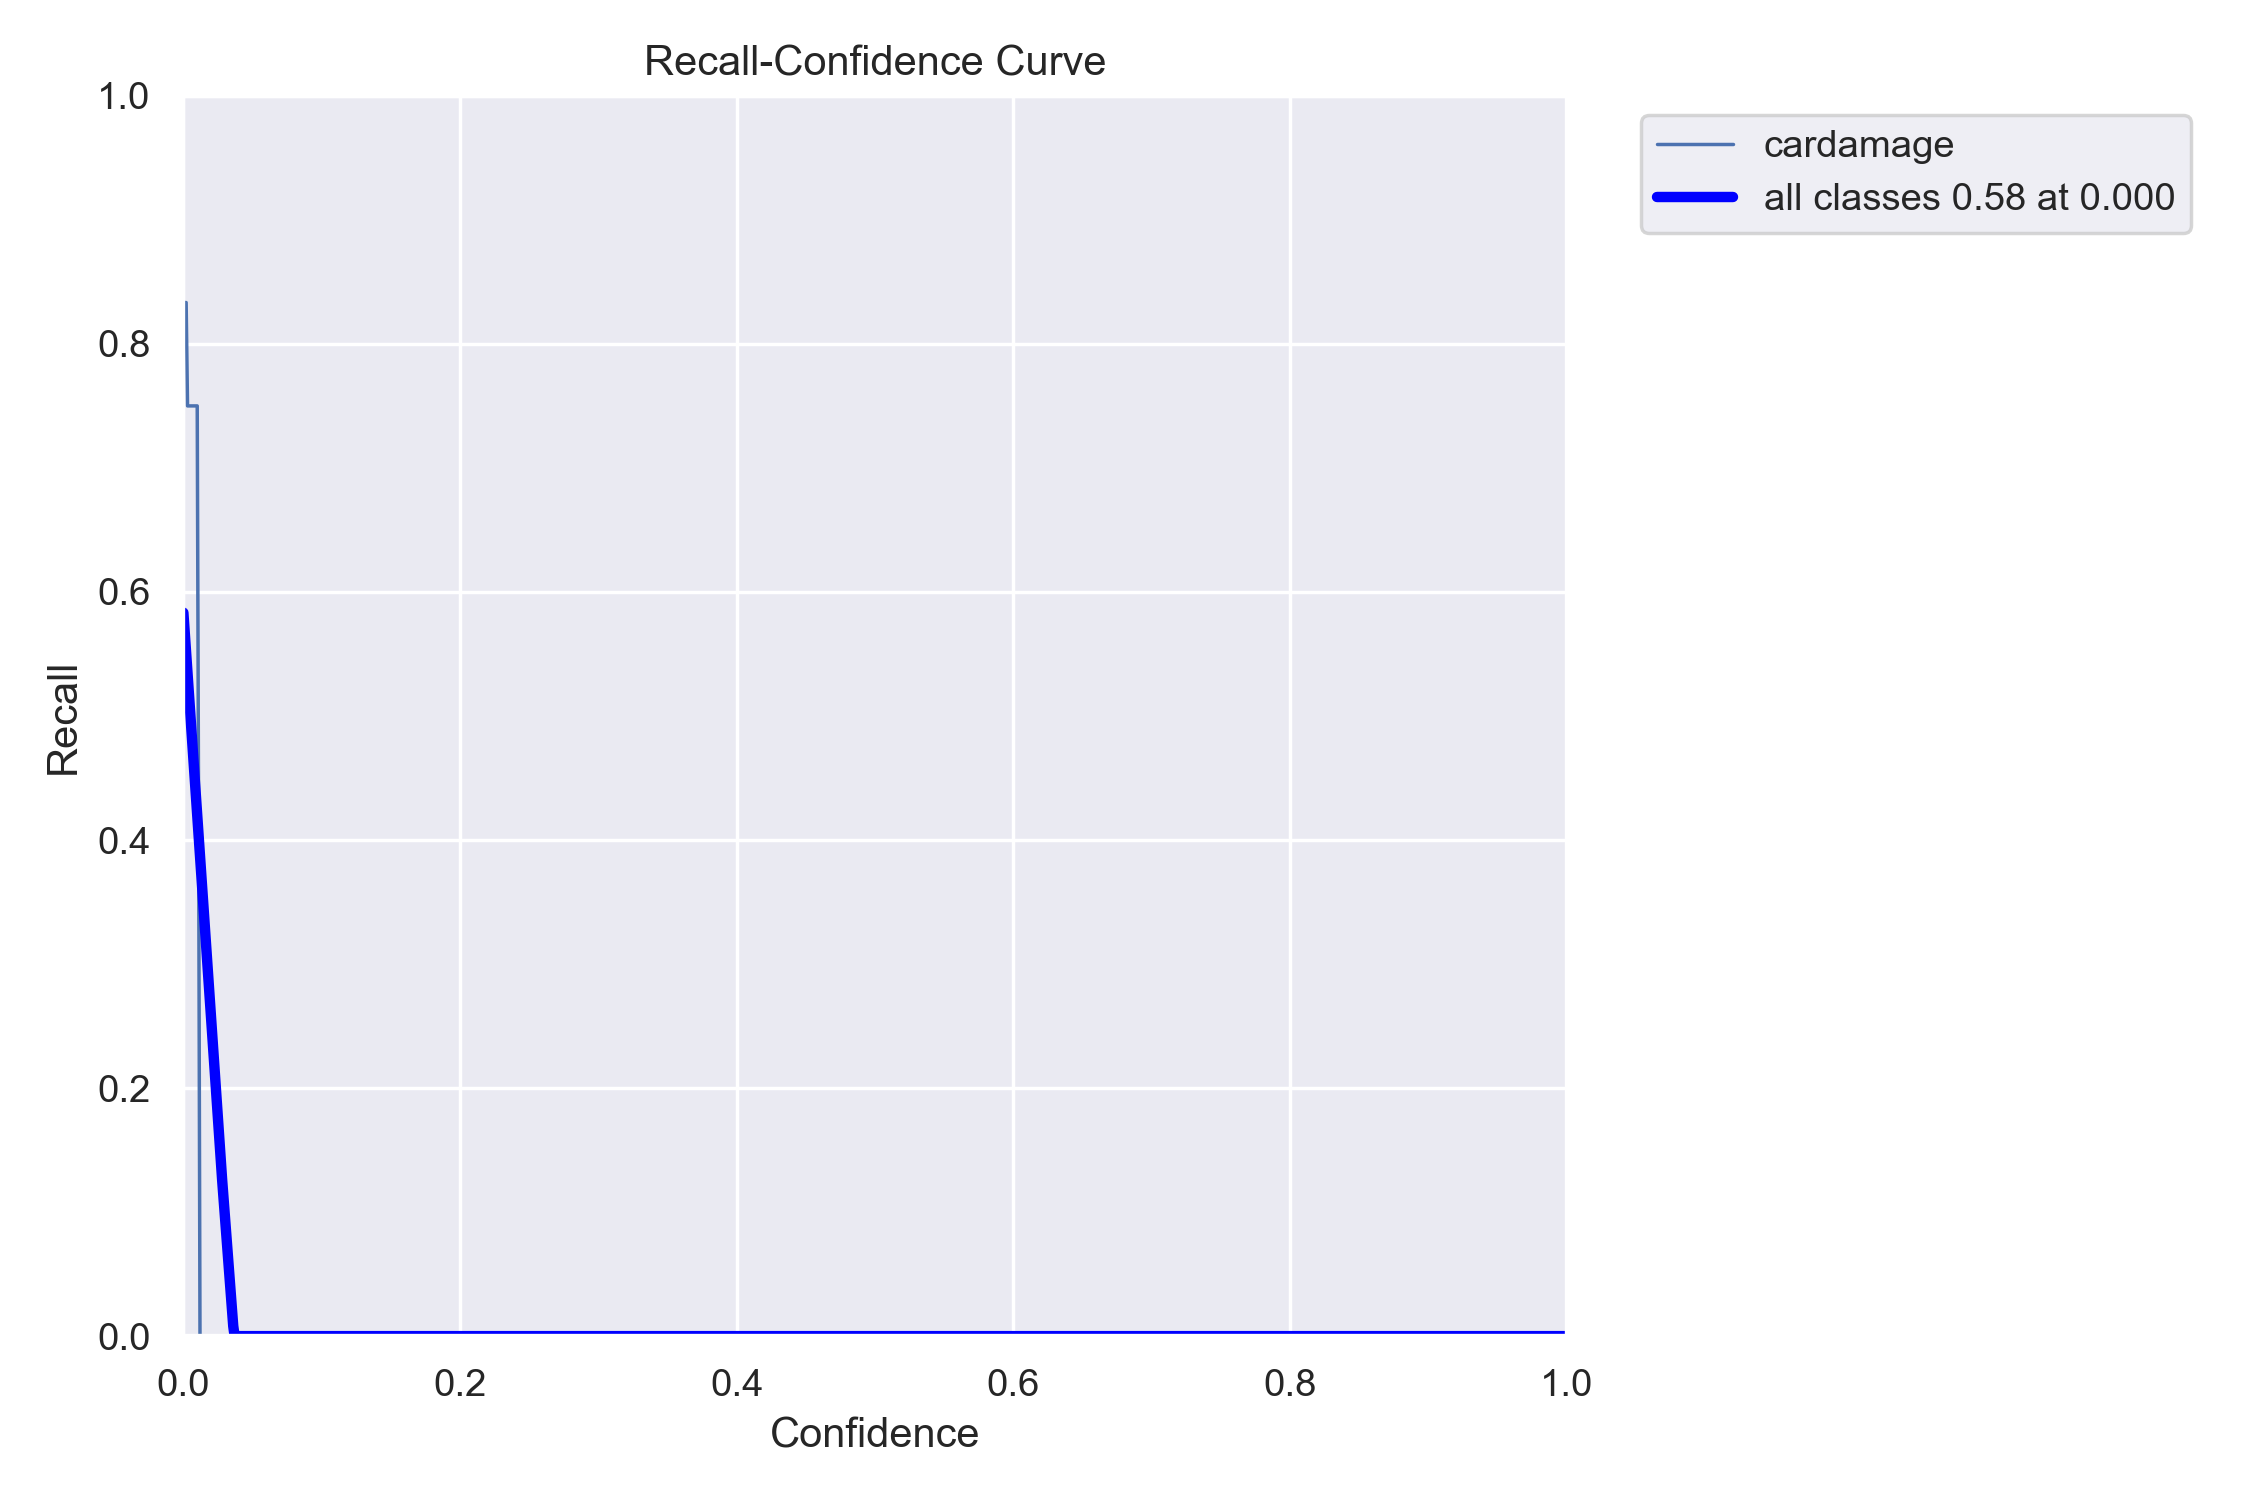 Recall-Confidence Curve
1.0
0.8
0.6
0.4
0.2
0.0
Recall
0.0 0.2 0.4 0.6 0.8 1.0
Confidence
cardamage
all classes 0.58 at 0.000